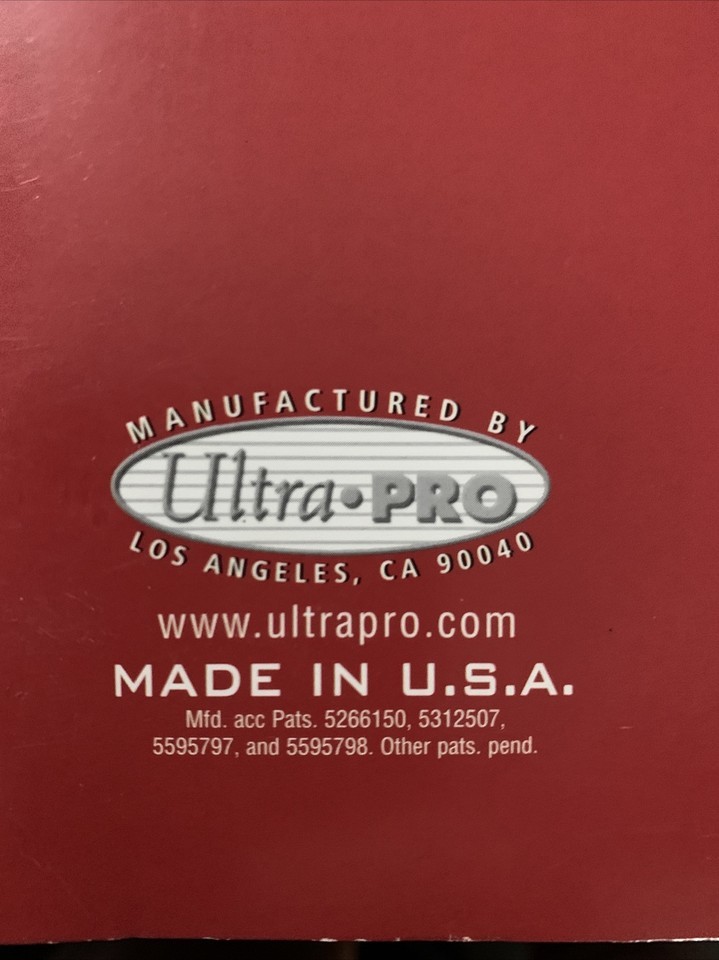 MANUFACTURED BY
Ultra•PRO
LOS ANGELES, CA 90040
www.ultrapro.com
MADE IN U.S.A.
Mfd. acc Pats. 5266150, 5312507,
5595797, and 5595798. Other pats. pend.